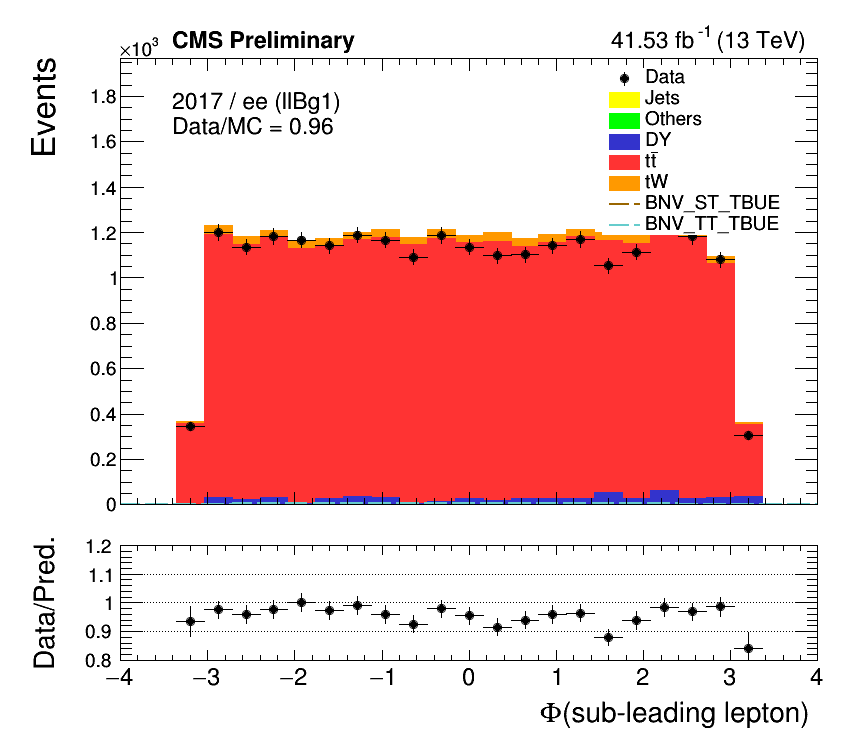 ×10³ CMS Preliminary 41.53 fb⁻¹ (13 TeV)
Events
2017 / ee (llBg1)
Data/MC = 0.96
Data
Jets
Others
DY
tt̄
tW
BNV_ST_TBUE
BNV_TT_TBUE
1.8
1.6
1.4
1.2
1
0.8
0.6
0.4
0.2
0
Data/Pred.
1.2
1.1
1
0.9
0.8
−4 −3 −2 −1 0 1 2 3 4
Φ(sub-leading lepton)